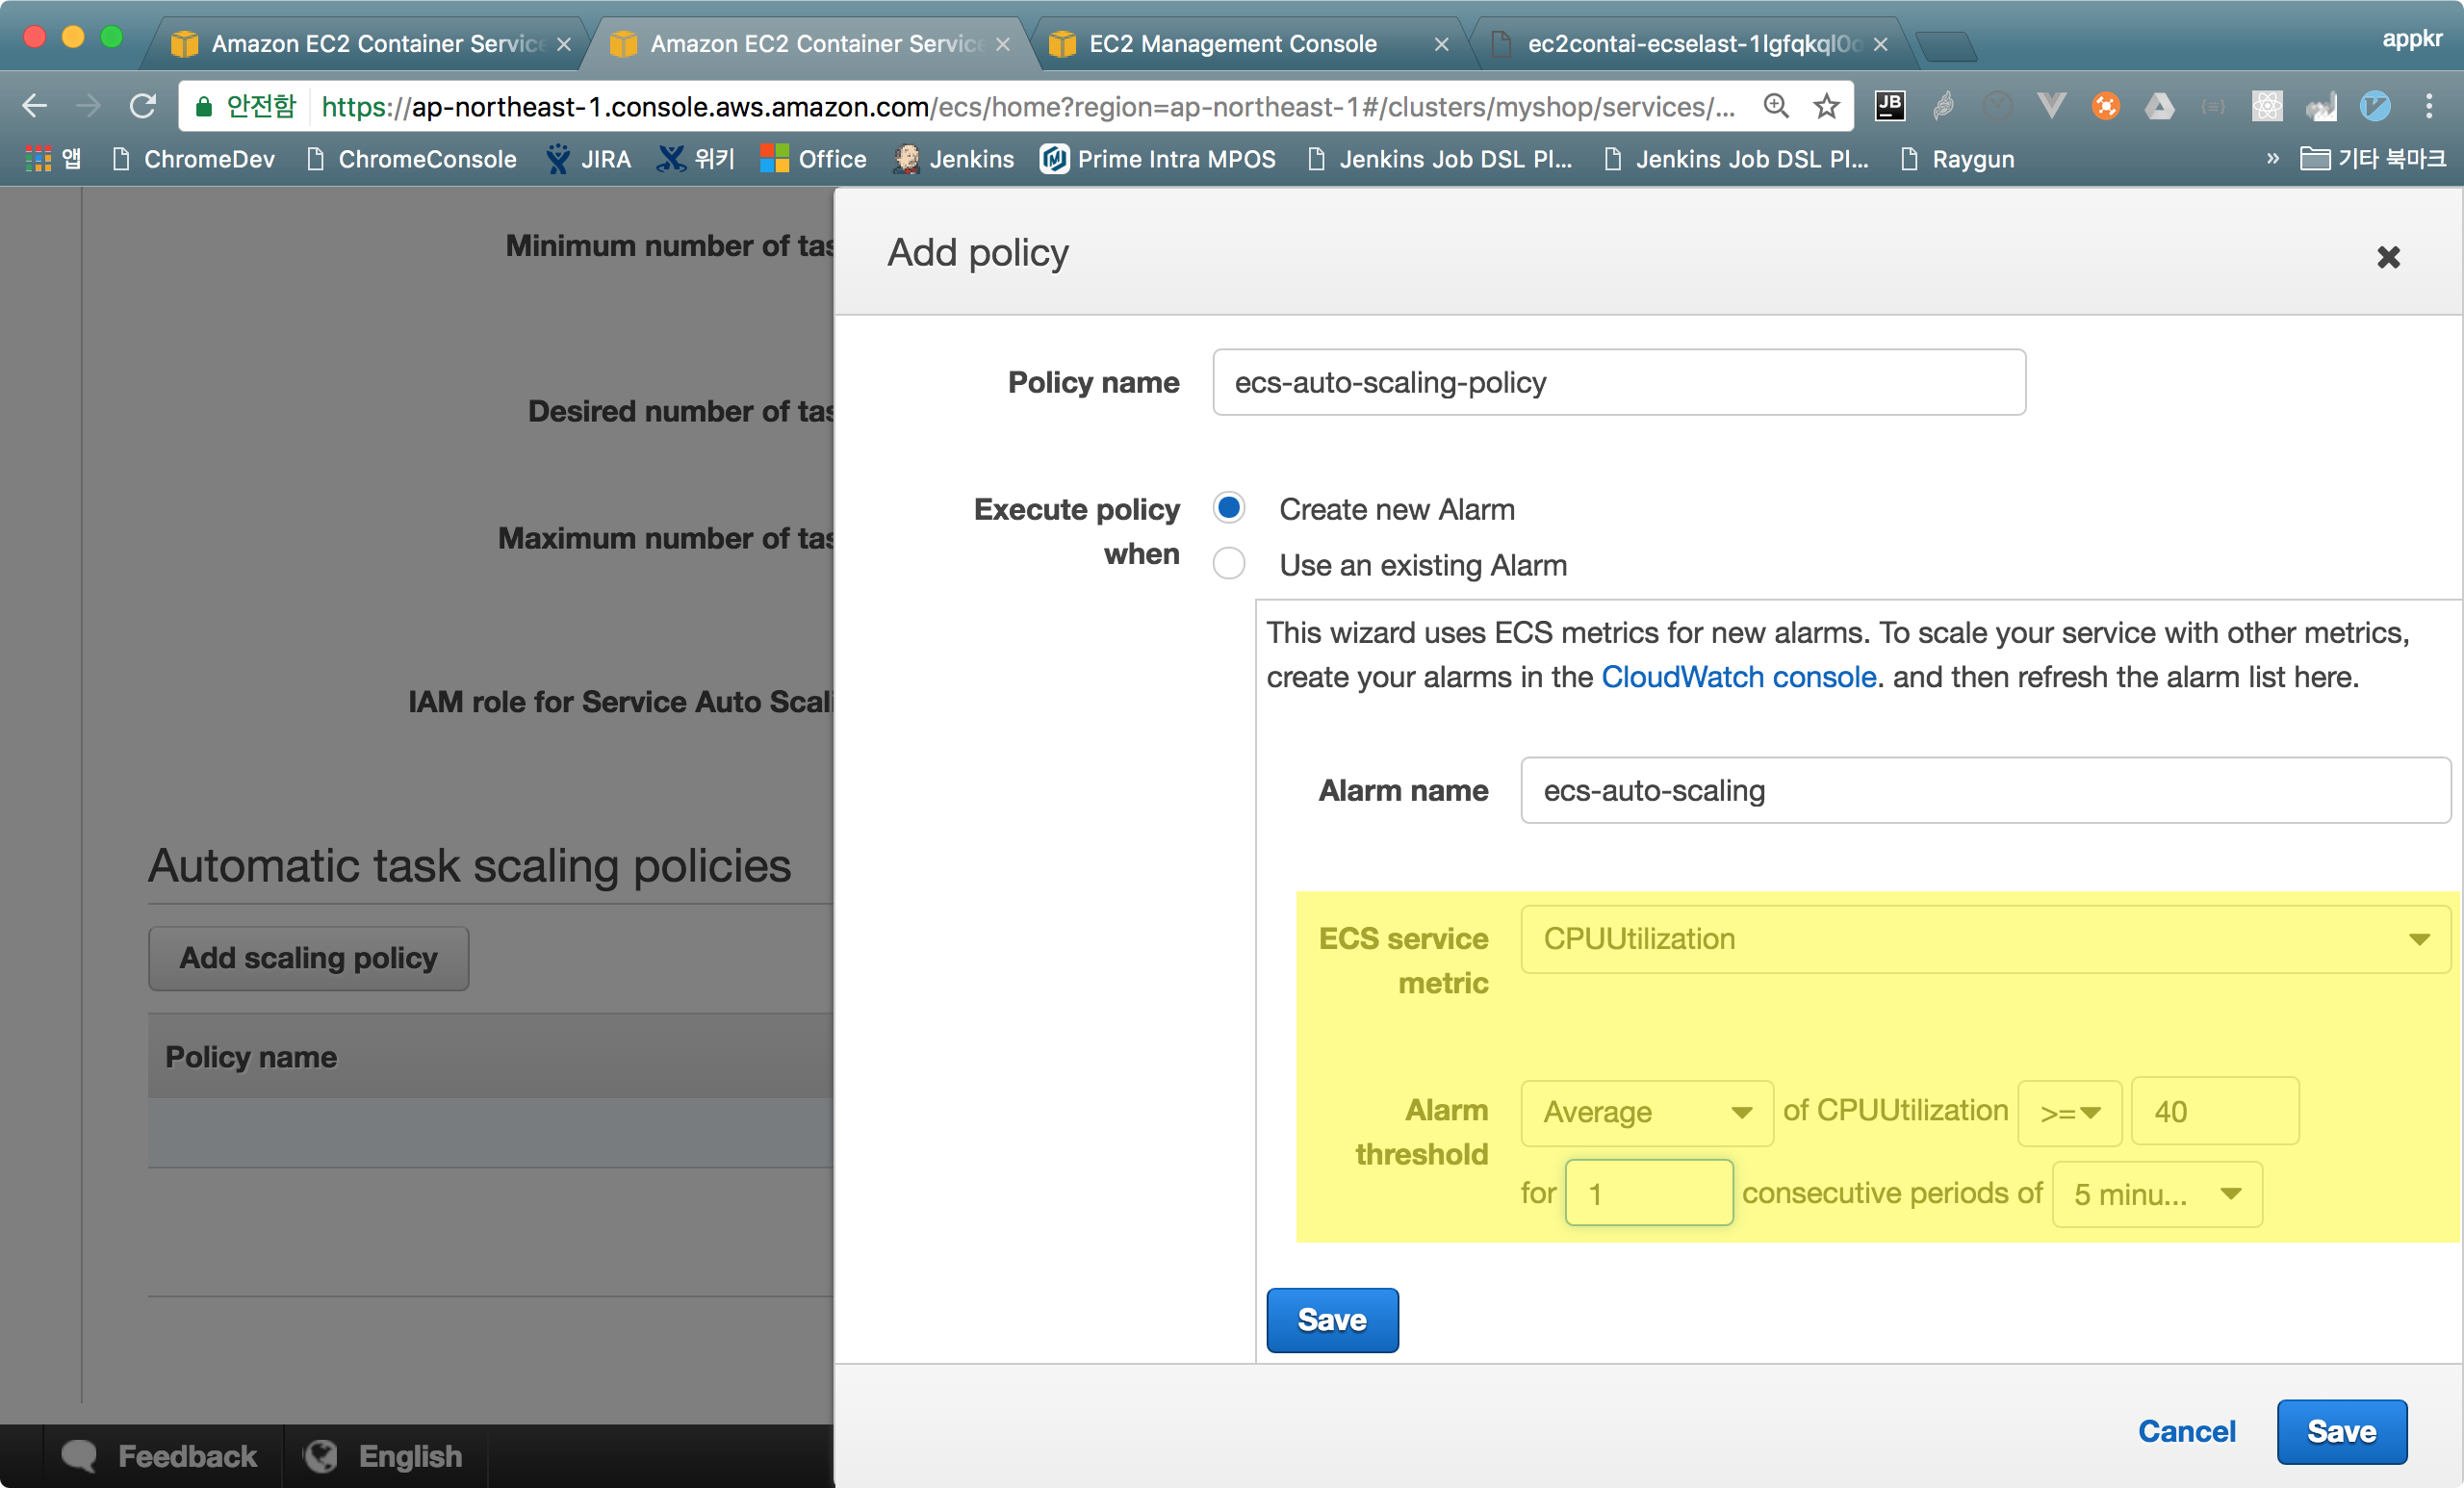 Amazon EC2 Container Service
Amazon EC2 Container Service
EC2 Management Console
ec2contai-ecselast-1lgfqkql0
appkr
안전함
https://ap-northeast-1.console.aws.amazon.com/ecs/home?region=ap-northeast-1#/clusters/myshop/services/...
JB
앱
ChromeDev
ChromeConsole
JIRA
위키
Office
Jenkins
Prime Intra MPOS
Jenkins Job DSL Pl...
Jenkins Job DSL Pl...
Raygun
»
기타 북마크
Minimum number of tas
Desired number of tas
Maximum number of tas
IAM role for Service Auto Scali
Automatic task scaling policies
Add scaling policy
Policy name
Feedback
English
Add policy
Policy name
ecs-auto-scaling-policy
Execute policy
when
Create new Alarm
Use an existing Alarm
This wizard uses ECS metrics for new alarms. To scale your service with other metrics,
create your alarms in the CloudWatch console. and then refresh the alarm list here.
Alarm name
ecs-auto-scaling
ECS service
metric
CPUUtilization
Alarm
threshold
Average
of CPUUtilization
>=
40
for
1
consecutive periods of
5 minu...
Save
Cancel
Save